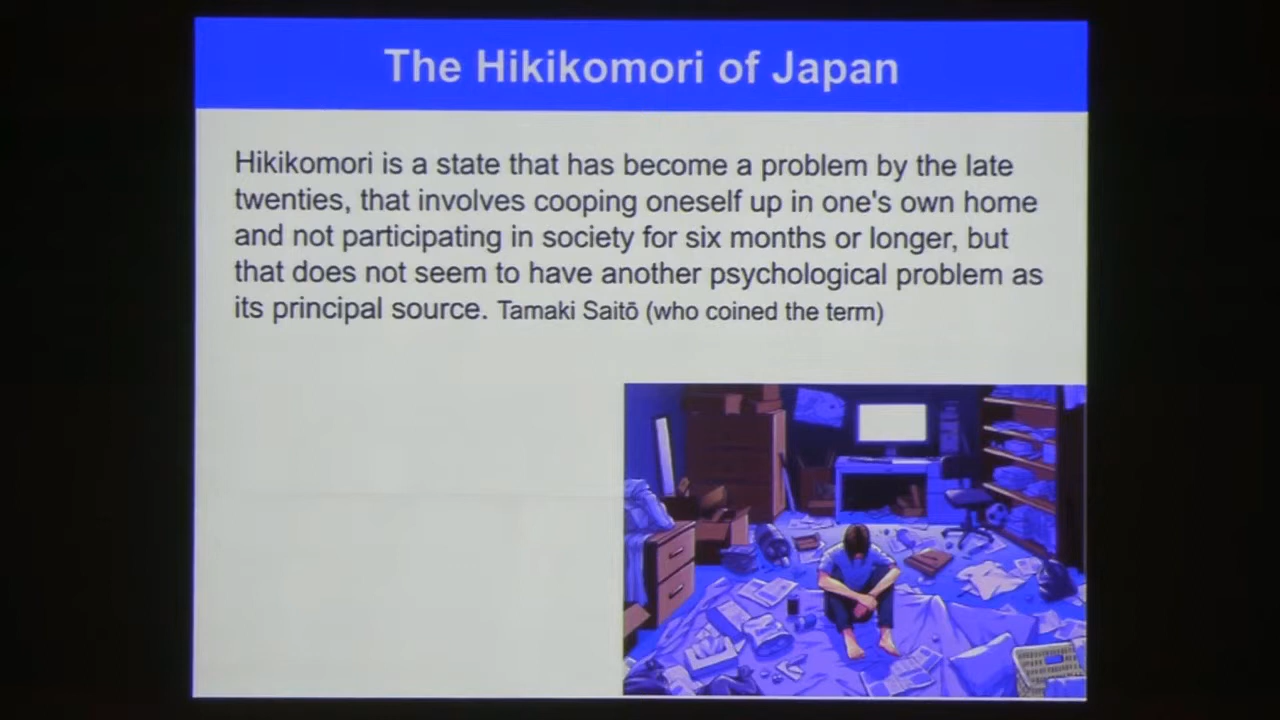 The Hikikomori of Japan
Hikikomori is a state that has become a problem by the late
twenties, that involves cooping oneself up in one's own home
and not participating in society for six months or longer, but
that does not seem to have another psychological problem as
its principal source. Tamaki Saitō (who coined the term)